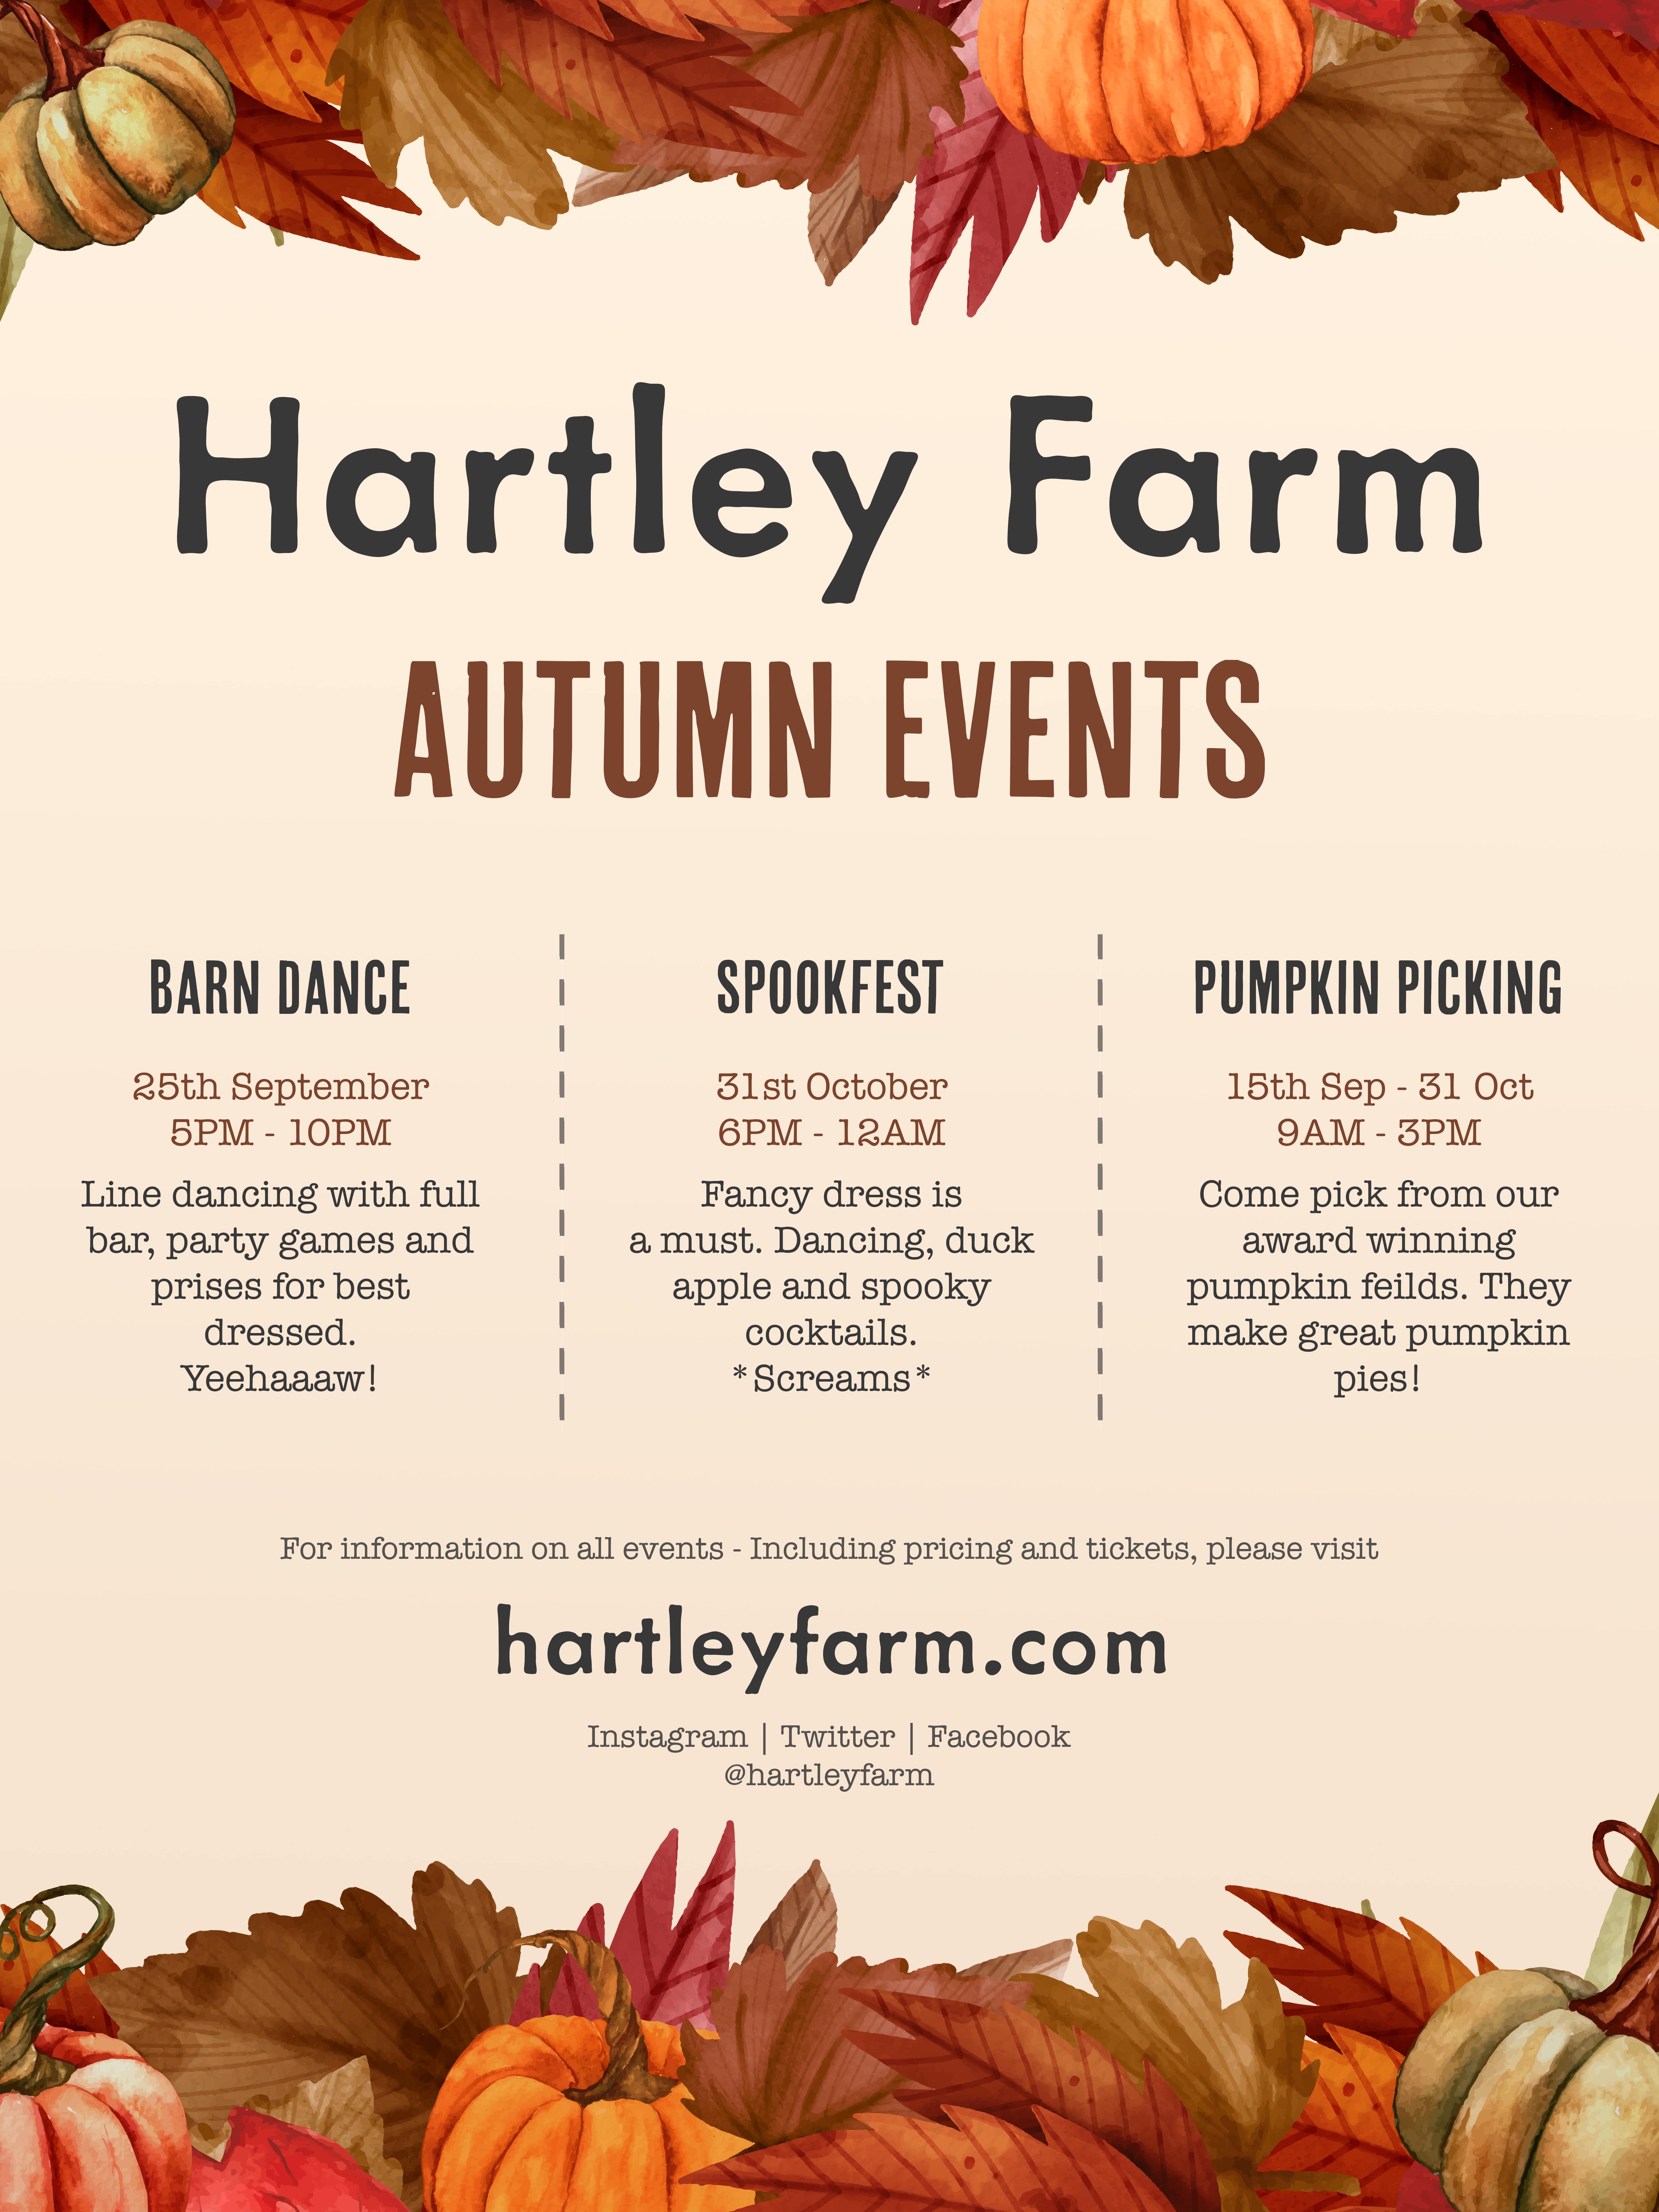 Hartley Farm
AUTUMN EVENTS
BARN DANCE
25th September
5PM - 10PM
Line dancing with full
bar, party games and
prises for best
dressed.
Yeehaaaw!
SPOOKFEST
31st October
6PM - 12AM
Fancy dress is
a must. Dancing, duck
apple and spooky
cocktails.
*Screams*
PUMPKIN PICKING
15th Sep - 31 Oct
9AM - 3PM
Come pick from our
award winning
pumpkin feilds. They
make great pumpkin
pies!
For information on all events - Including pricing and tickets, please visit
hartleyfarm.com
Instagram | Twitter | Facebook
@hartleyfarm